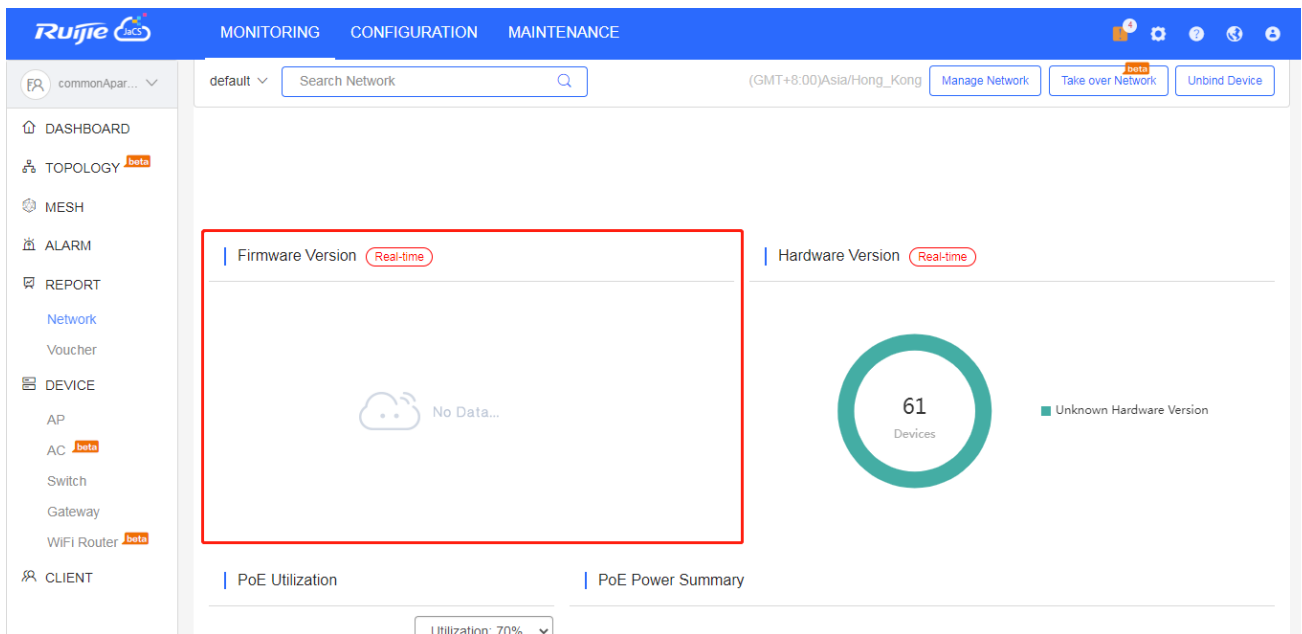 Ruijie JaCS MONITORING CONFIGURATION MAINTENANCE 4
commonApar...
default Search Network (GMT+8:00)Asia/Hong_Kong Manage Network Take over Network beta Unbind Device
DASHBOARD
TOPOLOGY beta
MESH
ALARM
REPORT
Network
Voucher
DEVICE
AP
AC beta
Switch
Gateway
WiFi Router beta
CLIENT
Firmware Version Real-time
No Data...
Hardware Version Real-time
61
Devices
Unknown Hardware Version
PoE Utilization
Utilization: 70%
PoE Power Summary